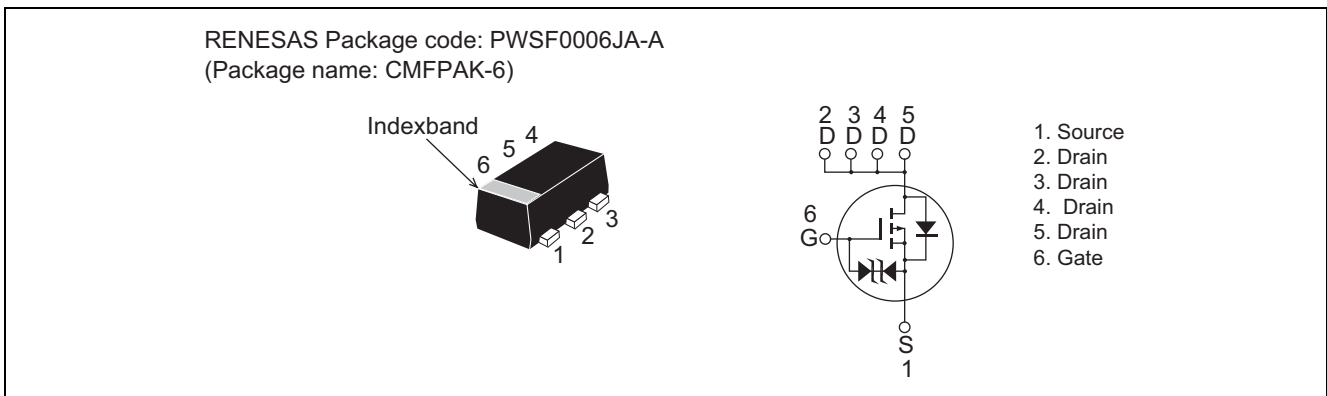 RENESAS Package code: PWSF0006JA-A
(Package name: CMFPAK-6)
Indexband
6
5
4
1
2
3
2 3 4 5
D D D D
6
G
S
1
1. Source
2. Drain
3. Drain
4. Drain
5. Drain
6. Gate